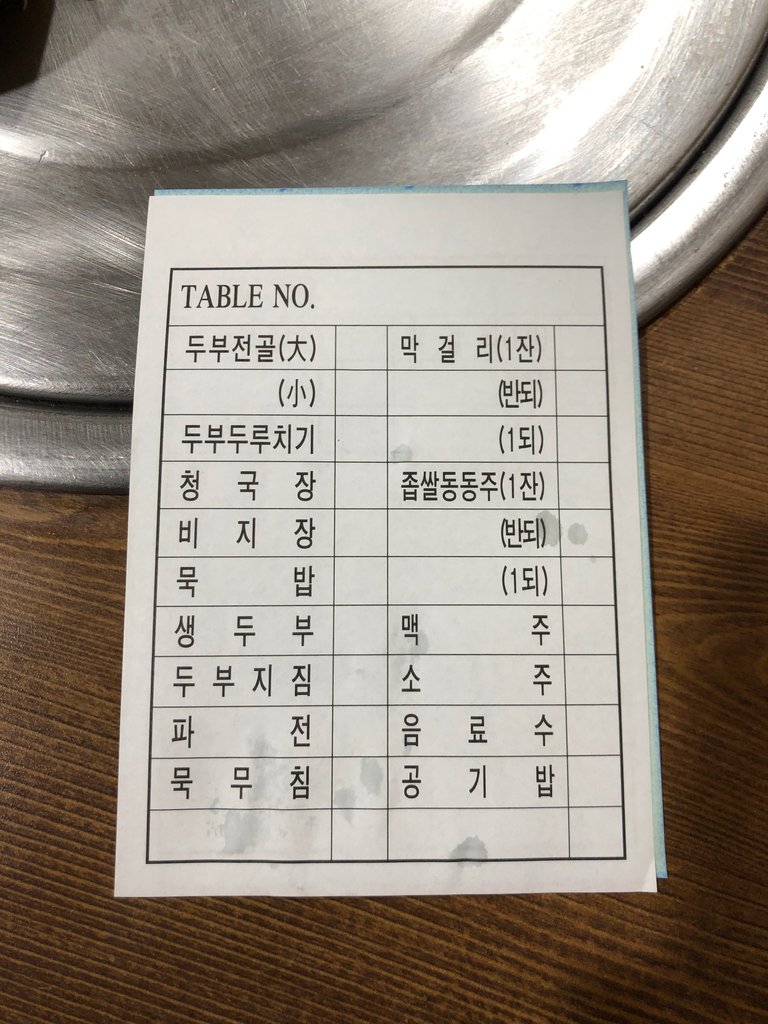 TABLE NO.
두부전골(大) 막걸리(1잔)
(小) (반되)
두부두루치기 (1되)
청국장 좁쌀동동주(1잔)
비지장 (반되)
묵밥 (1되)
생두부 맥주
두부지짐 소주
파전 음료수
묵무침 공기밥